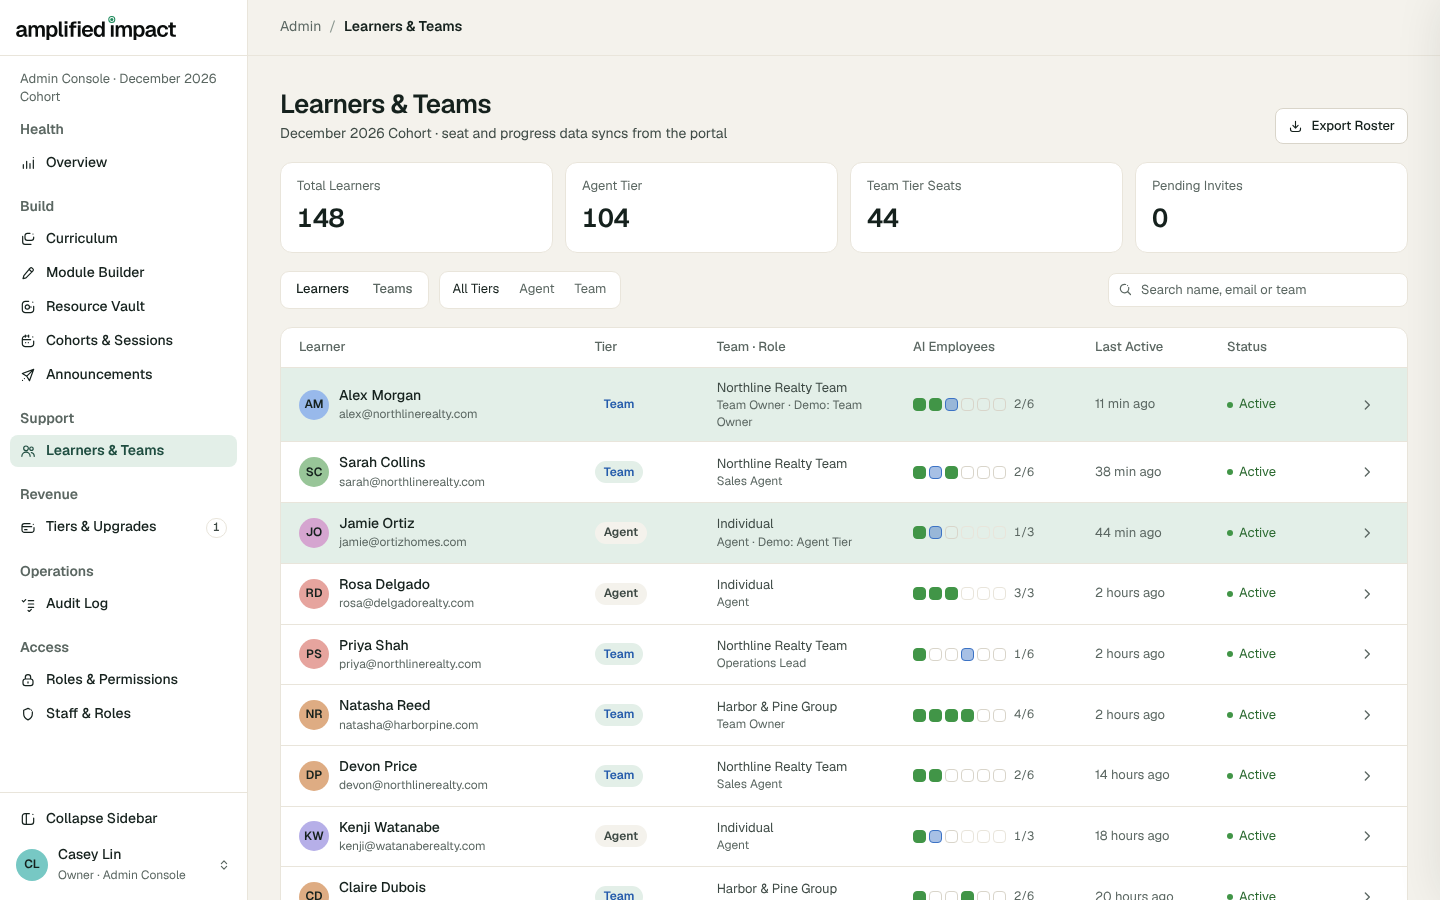 amplified impact
Admin / Learners & Teams
Admin Console · December 2026
Cohort
Health
Overview
Build
Curriculum
Module Builder
Resource Vault
Cohorts & Sessions
Announcements
Support
Learners & Teams
Revenue
Tiers & Upgrades 1
Operations
Audit Log
Access
Roles & Permissions
Staff & Roles
Collapse Sidebar
CL
Casey Lin
Owner · Admin Console
Learners & Teams
December 2026 Cohort · seat and progress data syncs from the portal
Export Roster
Total Learners
148
Agent Tier
104
Team Tier Seats
44
Pending Invites
0
Learners Teams
All Tiers Agent Team
Search name, email or team
Learner Tier Team · Role AI Employees Last Active Status
AM
Alex Morgan
alex@northlinerealty.com
Team
Northline Realty Team
Team Owner · Demo: Team
Owner
2/6
11 min ago
Active
SC
Sarah Collins
sarah@northlinerealty.com
Team
Northline Realty Team
Sales Agent
2/6
38 min ago
Active
JO
Jamie Ortiz
jamie@ortizhomes.com
Agent
Individual
Agent · Demo: Agent Tier
1/3
44 min ago
Active
RD
Rosa Delgado
rosa@delgadorealty.com
Agent
Individual
Agent
3/3
2 hours ago
Active
PS
Priya Shah
priya@northlinerealty.com
Team
Northline Realty Team
Operations Lead
1/6
2 hours ago
Active
NR
Natasha Reed
natasha@harborpine.com
Team
Harbor & Pine Group
Team Owner
4/6
2 hours ago
Active
DP
Devon Price
devon@northlinerealty.com
Team
Northline Realty Team
Sales Agent
2/6
14 hours ago
Active
KW
Kenji Watanabe
kenji@watanaberealty.com
Agent
Individual
Agent
1/3
18 hours ago
Active
CD
Claire Dubois
Team
Harbor & Pine Group
2/6
20 hours ago
Active